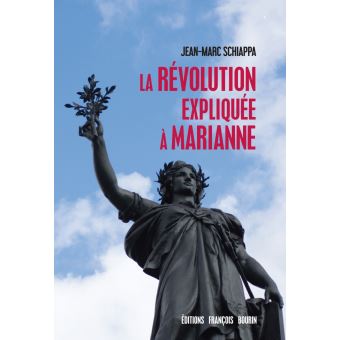 JEAN-MARC SCHIAPPA
LA RÉVOLUTION
EXPLIQUÉE
À MARIANNE
ÉDITIONS FRANÇOIS BOURIN